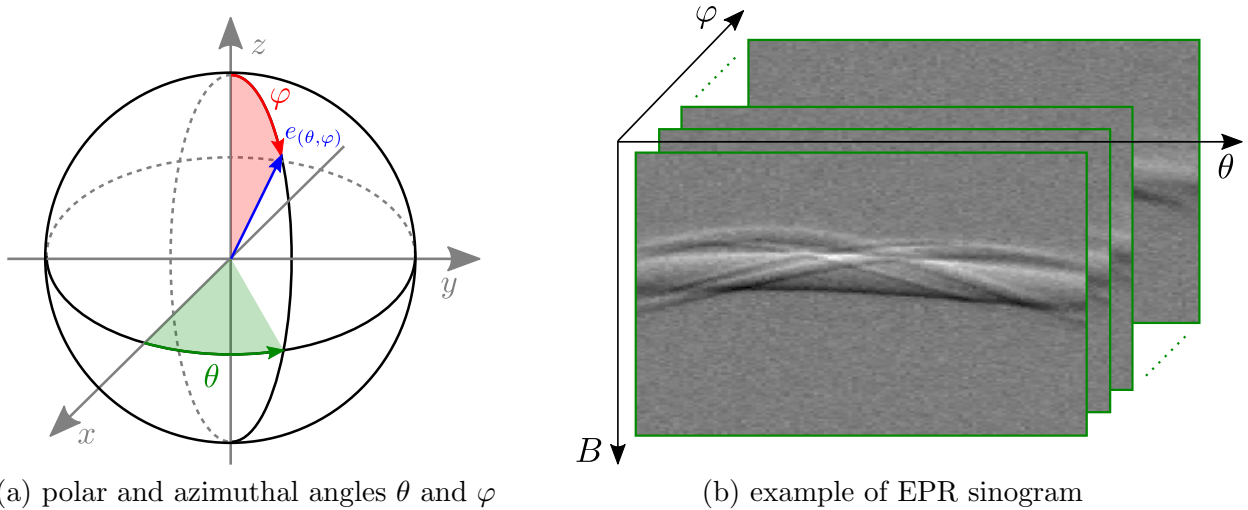 z
φ
e(θ,φ)
y
θ
x
φ
θ
B
(a) polar and azimuthal angles θ and φ
(b) example of EPR sinogram